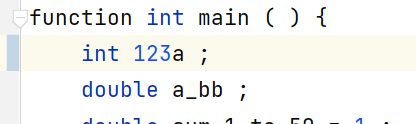 function int main ( ) {
int 123a ;
double a_bb ;